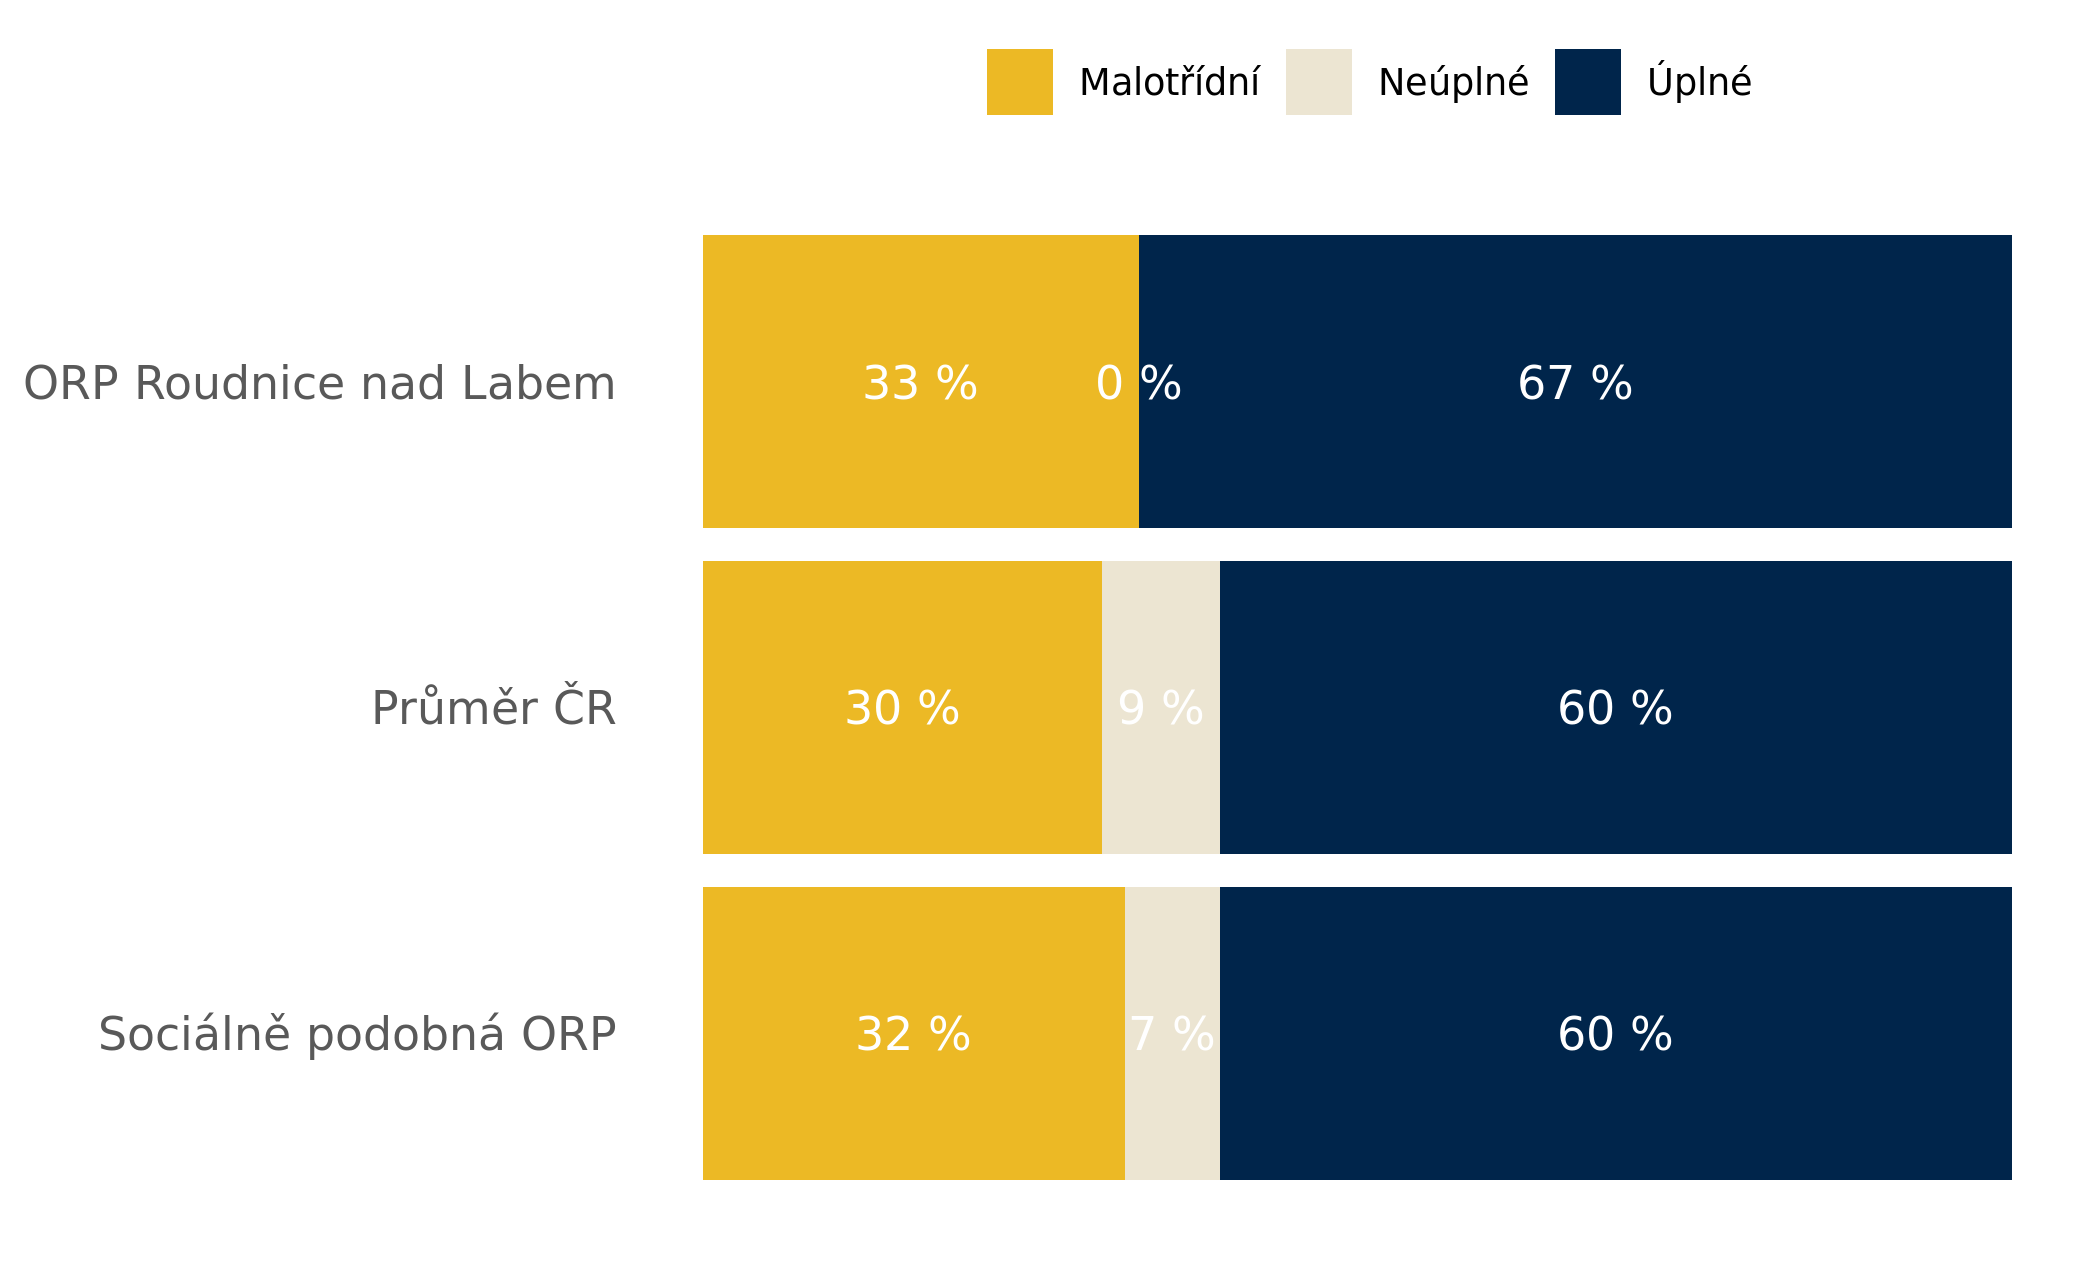 Malotřídní Neúplné Úplné
ORP Roudnice nad Labem 33 % 0 % 67 %
Průměr ČR 30 % 9 % 60 %
Sociálně podobná ORP 32 % 7 % 60 %